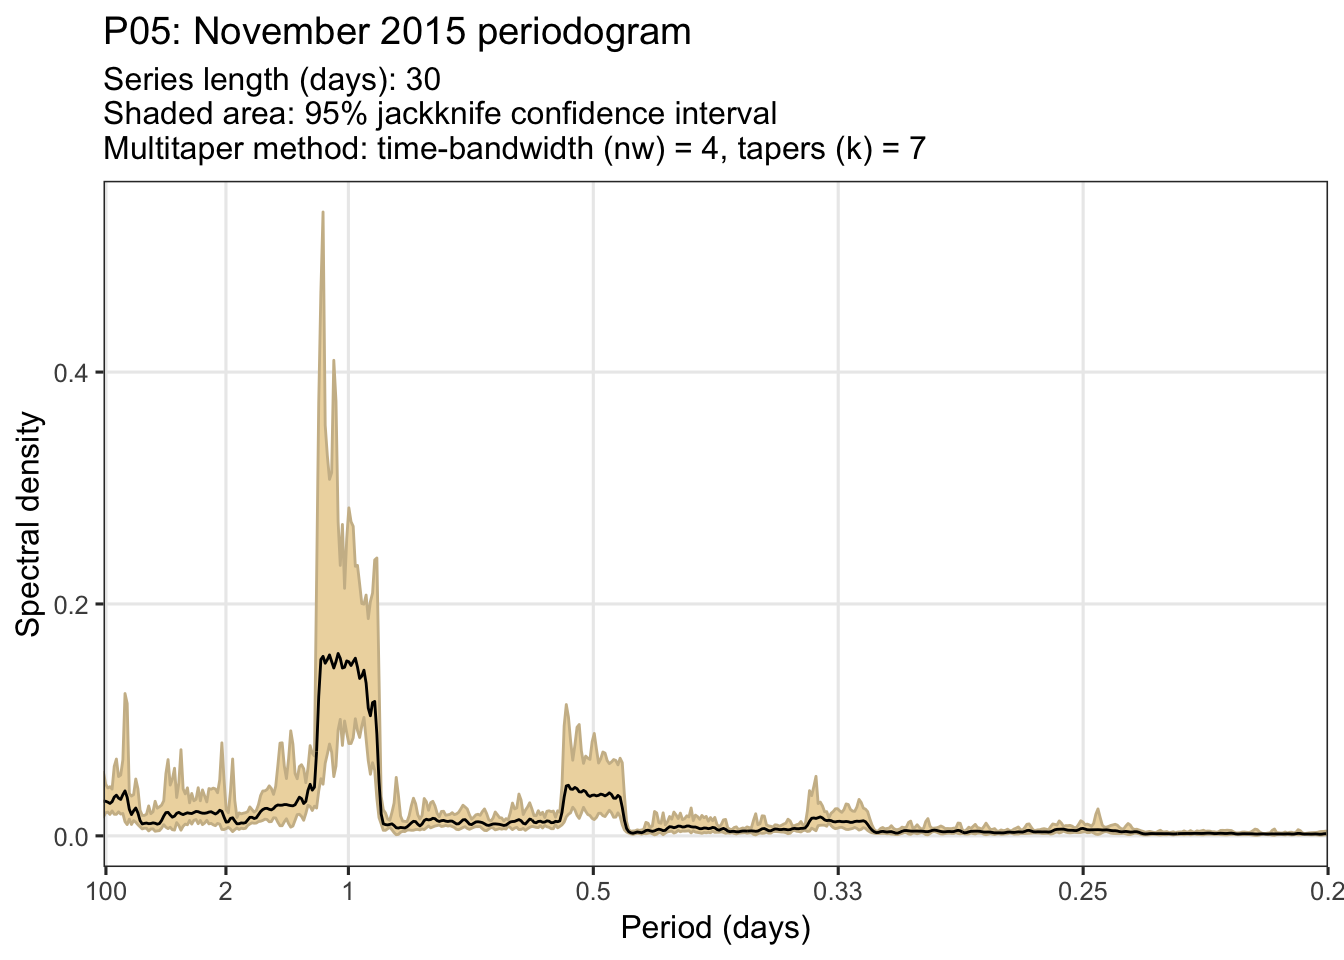 P05: November 2015 periodogram
Series length (days): 30
Shaded area: 95% jackknife confidence interval
Multitaper method: time-bandwidth (nw) = 4, tapers (k) = 7
Spectral density
0.4
0.2
0.0
100 2 1 0.5 0.33 0.25 0.2
Period (days)